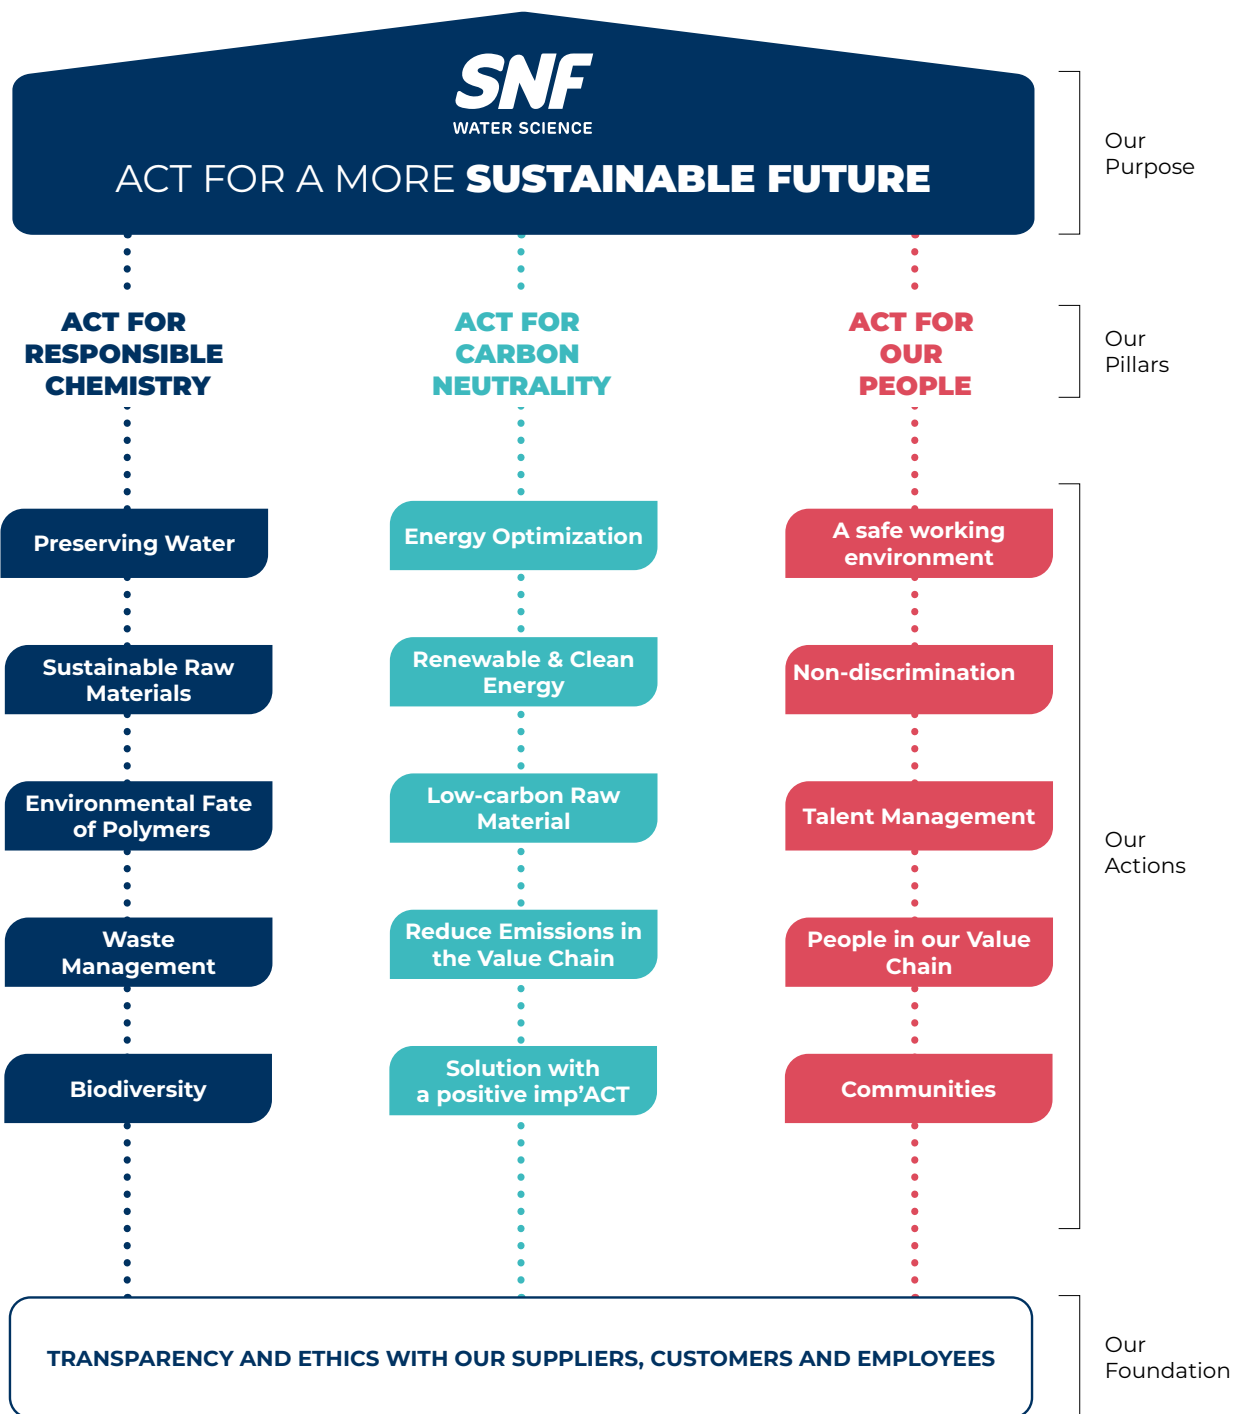 SNF
WATER SCIENCE
ACT FOR A MORE SUSTAINABLE FUTURE
Our
Purpose
ACT FOR
RESPONSIBLE
CHEMISTRY
ACT FOR
CARBON
NEUTRALITY
ACT FOR
OUR
PEOPLE
Our
Pillars
Preserving Water
Sustainable Raw
Materials
Environmental Fate
of Polymers
Waste
Management
Biodiversity
Energy Optimization
Renewable & Clean
Energy
Low-carbon Raw
Material
Reduce Emissions in
the Value Chain
Solution with
a positive imp’ACT
A safe working
environment
Non-discrimination
Talent Management
People in our Value
Chain
Communities
Our
Actions
TRANSPARENCY AND ETHICS WITH OUR SUPPLIERS, CUSTOMERS AND EMPLOYEES
Our
Foundation